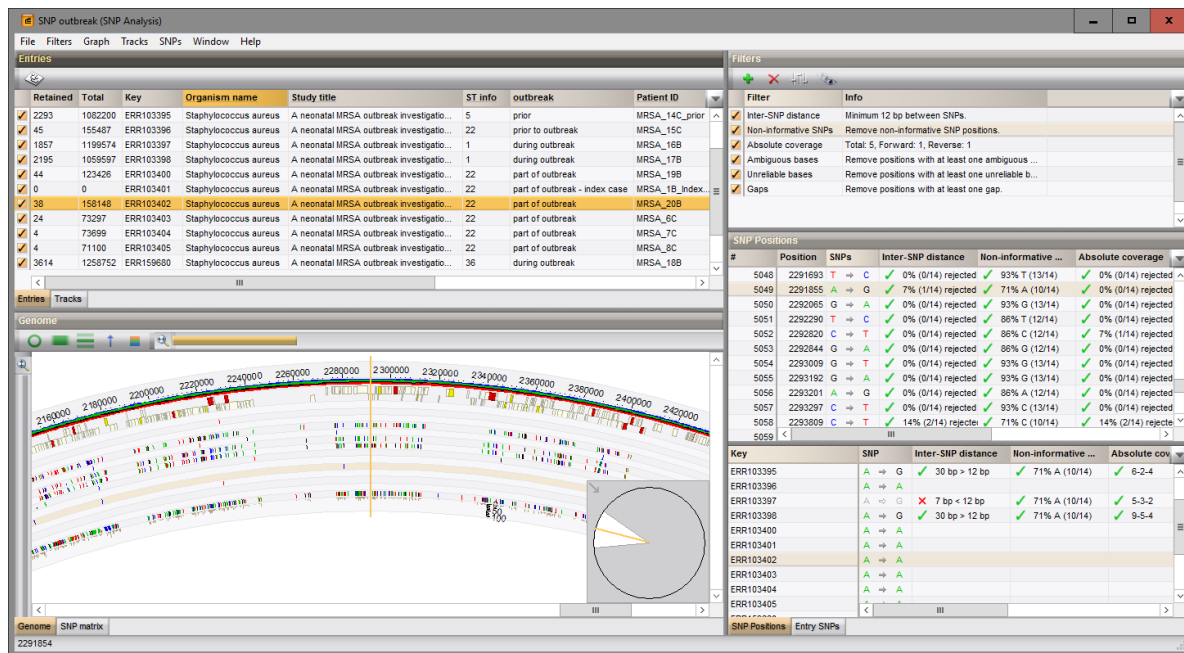 SNP outbreak (SNP Analysis)
File Filters Graph Tracks SNPs Window Help
Entries
Retained Total Key Organism name Study title ST info outbreak Patient ID
2293 1082200 ERR103395 Staphylococcus aureus A neonatal MRSA outbreak investigatio... 5 prior MRSA_14C_prior
45 155487 ERR103396 Staphylococcus aureus A neonatal MRSA outbreak investigatio... 22 prior to outbreak MRSA_15C
1857 1199574 ERR103397 Staphylococcus aureus A neonatal MRSA outbreak investigatio... 1 during outbreak MRSA_16B
2195 1059597 ERR103398 Staphylococcus aureus A neonatal MRSA outbreak investigatio... 1 during outbreak MRSA_17B
44 123426 ERR103400 Staphylococcus aureus A neonatal MRSA outbreak investigatio... 22 part of outbreak MRSA_19B
0 0 ERR103401 Staphylococcus aureus A neonatal MRSA outbreak investigatio... 22 part of outbreak - index case MRSA_1B_Index...
38 158148 ERR103402 Staphylococcus aureus A neonatal MRSA outbreak investigatio... 22 part of outbreak MRSA_20B
24 73297 ERR103403 Staphylococcus aureus A neonatal MRSA outbreak investigatio... 22 part of outbreak MRSA_6C
4 73699 ERR103404 Staphylococcus aureus A neonatal MRSA outbreak investigatio... 22 part of outbreak MRSA_7C
4 71100 ERR103405 Staphylococcus aureus A neonatal MRSA outbreak investigatio... 22 part of outbreak MRSA_8C
3614 1258752 ERR159680 Staphylococcus aureus A neonatal MRSA outbreak investigatio... 36 during outbreak MRSA_18B
Entries Tracks
Genome
2160000 2180000 2200000 2220000 2240000 2260000 2280000 2300000 2320000 2340000 2360000 2380000 2400000 2420000
50
100
Genome SNP matrix
2291854
Filters
Filter Info
Inter-SNP distance Minimum 12 bp between SNPs.
Non-informative SNPs Remove non-informative SNP positions.
Absolute coverage Total: 5, Forward: 1, Reverse: 1
Ambiguous bases Remove positions with at least one ambiguous ...
Unreliable bases Remove positions with at least one unreliable b...
Gaps Remove positions with at least one gap.
SNP Positions
# Position SNPs Inter-SNP distance Non-informative ... Absolute coverage
5048 2291693 T ⇒ C 0% (0/14) rejected 93% T (13/14) 0% (0/14) rejected
5049 2291855 A ⇒ G 7% (1/14) rejected 71% A (10/14) 0% (0/14) rejected
5050 2292065 G ⇒ A 0% (0/14) rejected 93% G (13/14) 0% (0/14) rejected
5051 2292290 T ⇒ C 0% (0/14) rejected 86% T (12/14) 0% (0/14) rejected
5052 2292820 C ⇒ T 0% (0/14) rejected 86% C (12/14) 7% (1/14) rejected
5053 2292844 G ⇒ A 0% (0/14) rejected 86% G (12/14) 0% (0/14) rejected
5054 2293009 G ⇒ T 0% (0/14) rejected 93% G (13/14) 0% (0/14) rejected
5055 2293192 G ⇒ A 0% (0/14) rejected 93% G (13/14) 0% (0/14) rejected
5056 2293201 A ⇒ G 0% (0/14) rejected 86% A (12/14) 0% (0/14) rejected
5057 2293297 C ⇒ T 0% (0/14) rejected 93% C (13/14) 0% (0/14) rejected
5058 2293809 C ⇒ T 14% (2/14) rejecte 71% C (10/14) 14% (2/14) rejecte
5059
Key SNP Inter-SNP distance Non-informative ... Absolute cov
ERR103395 A ⇒ G 30 bp > 12 bp 71% A (10/14) 6-2-4
ERR103396 A ⇒ A
ERR103397 A ⇒ G 7 bp < 12 bp 71% A (10/14) 5-3-2
ERR103398 A ⇒ G 30 bp > 12 bp 71% A (10/14) 9-5-4
ERR103400 A ⇒ A
ERR103401 A ⇒ A
ERR103402 A ⇒ A
ERR103403 A ⇒ A
ERR103404 A ⇒ A
ERR103405
SNP Positions Entry SNPs